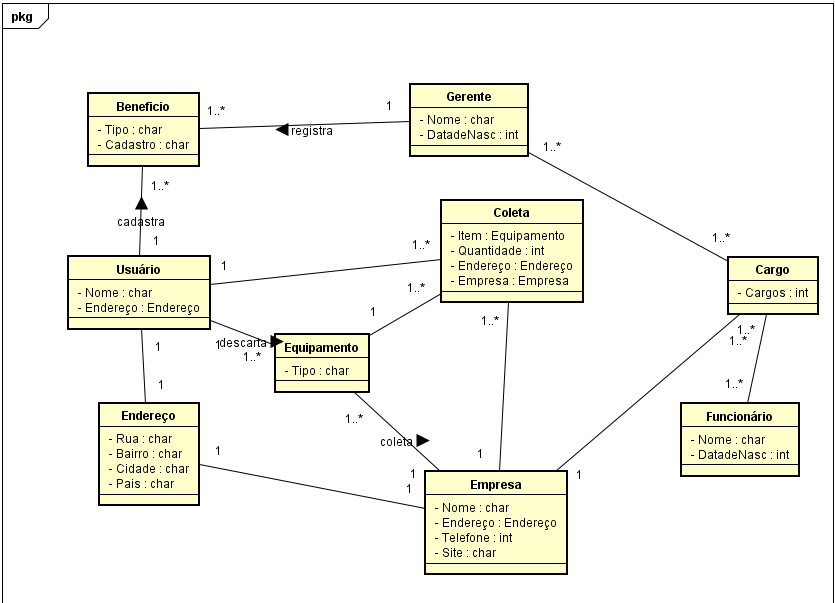 pkg
Beneficio
- Tipo : char
- Cadastro : char
1..*
1
registra
Gerente
- Nome : char
- DatadeNasc : int
1..*
1..*
cadastra
1
1..*
Coleta
- Item : Equipamento
- Quantidade : int
- Endereço : Endereço
- Empresa : Empresa
1..*
1
1..*
1
1..*
Usuário
- Nome : char
- Endereço : Endereço
Cargo
- Cargos : int
1..*
1..*
1
descarta
1..*
1
1
Equipamento
- Tipo : char
1..*
coleta
1
Endereço
- Rua : char
- Bairro : char
- Cidade : char
- Pais : char
1
1
1
1
Empresa
- Nome : char
- Endereço : Endereço
- Telefone : int
- Site : char
1..*
Funcionário
- Nome : char
- DatadeNasc : int